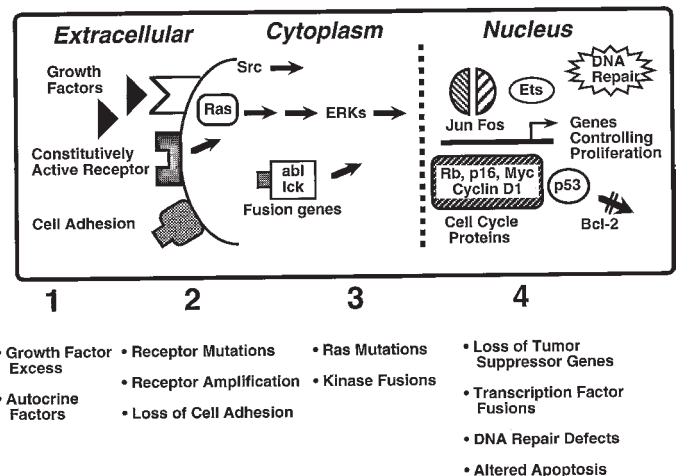 Extracellular
Cytoplasm
Nucleus
Growth
Factors
Constitutively
Active Receptor
Cell Adhesion
Src
Ras
ERKs
abl
lck
Fusion genes
Jun Fos
Ets
DNA
Repair
Genes
Controlling
Proliferation
Rb, p16, Myc
Cyclin D1
p53
Cell Cycle
Proteins
Bcl-2
1
2
3
4
• Growth Factor
Excess
• Autocrine
Factors
• Receptor Mutations
• Receptor Amplification
• Loss of Cell Adhesion
• Ras Mutations
• Kinase Fusions
• Loss of Tumor
Suppressor Genes
• Transcription Factor
Fusions
• DNA Repair Defects
• Altered Apoptosis